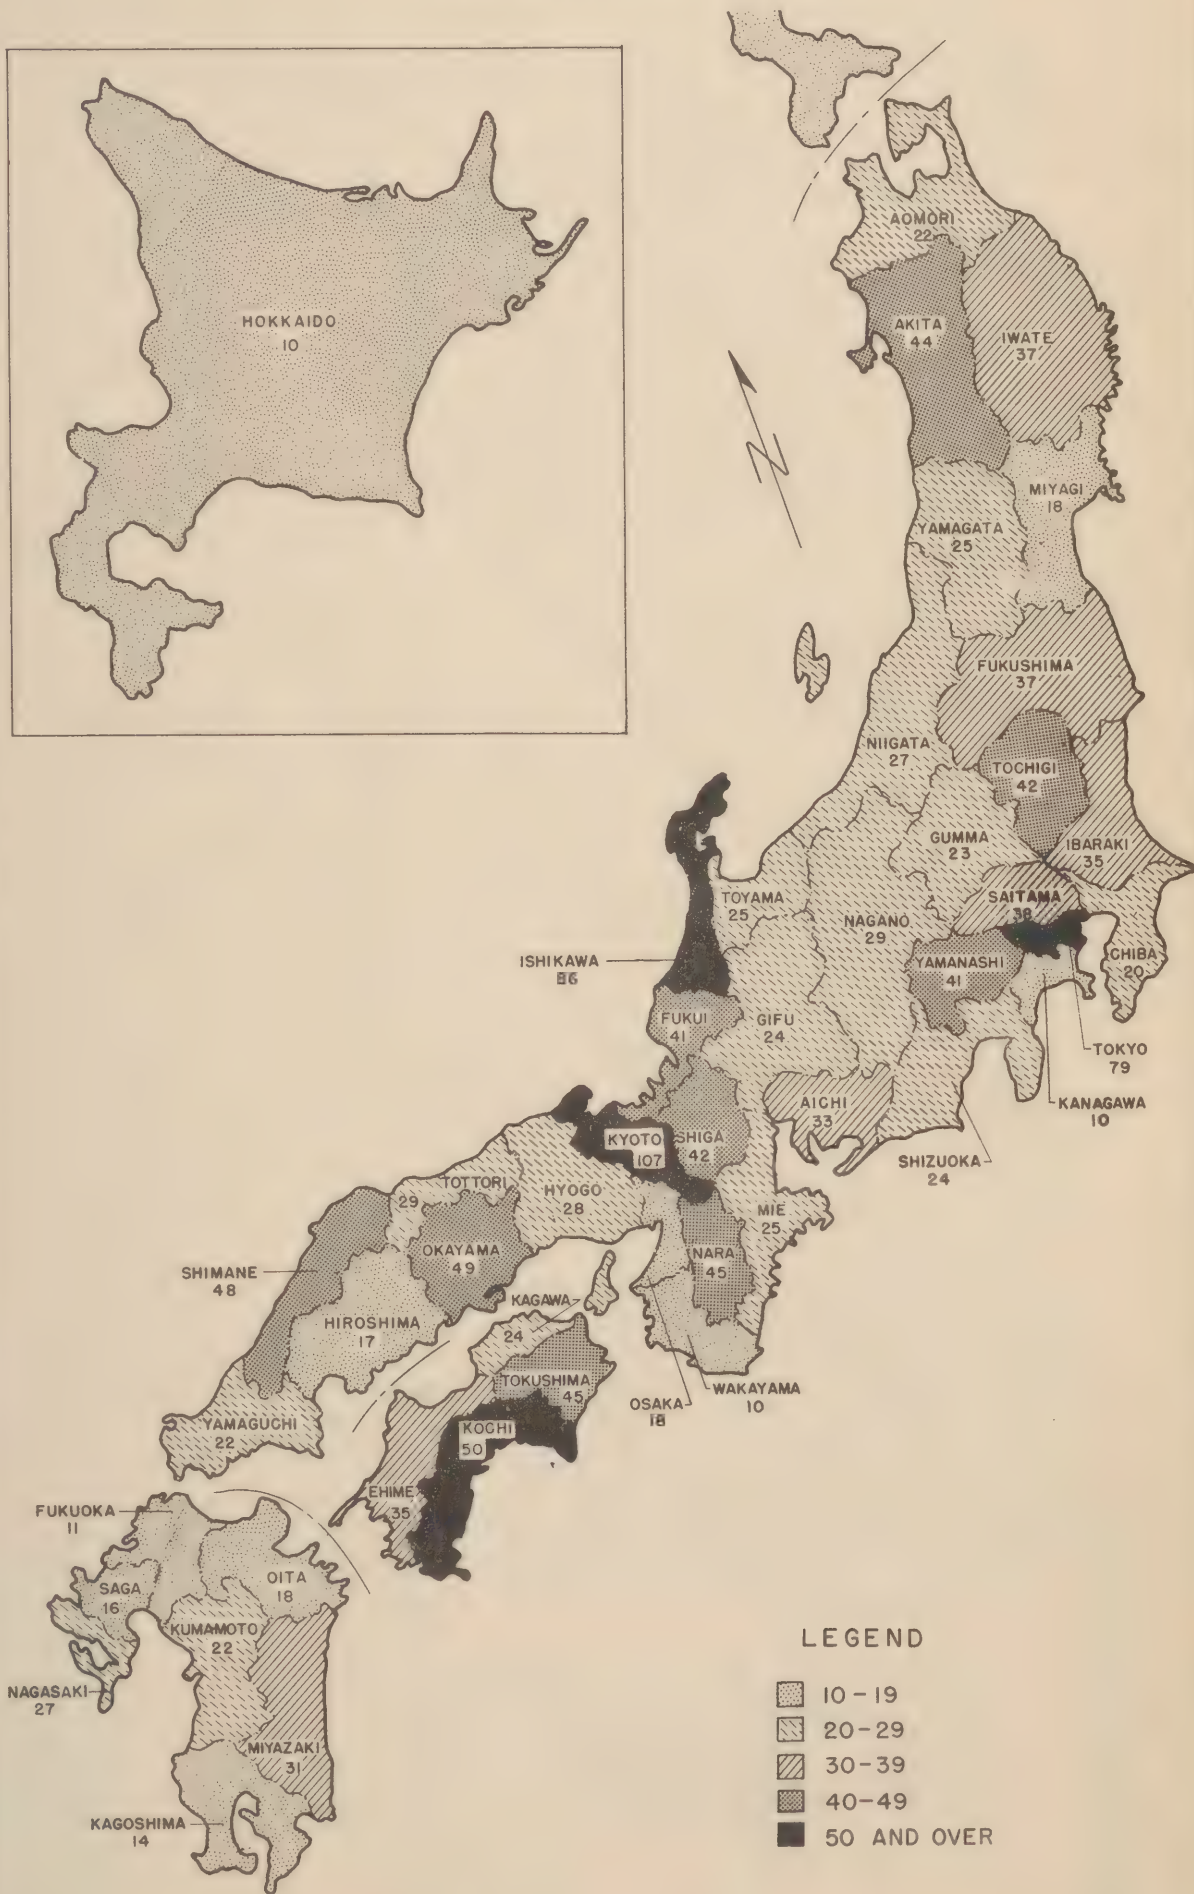 HOKKAIDO
10
AOMORI
22
AKITA
44
IWATE
37
MIYAGI
18
YAMAGATA
25
FUKUSHIMA
37
NIIGATA
27
TOCHIGI
42
GUMMA
23
IBARAKI
35
TOYAMA
25
NAGANO
29
SAITAMA
38
ISHIKAWA
86
YAMANASHI
41
CHIBA
20
FUKUI
41
GIFU
24
TOKYO
79
KANAGAWA
10
AICHI
33
KYOTO
107
SHIGA
42
SHIZUOKA
24
TOTTORI
29
HYOGO
28
MIE
25
OKAYAMA
49
NARA
45
SHIMANE
48
KAGAWA
24
HIROSHIMA
17
TOKUSHIMA
45
WAKAYAMA
10
OSAKA
18
YAMAGUCHI
22
KOCHI
50
EHIME
35
FUKUOKA
11
OITA
18
SAGA
16
KUMAMOTO
22
NAGASAKI
27
MIYAZAKI
31
KAGOSHIMA
14
N
LEGEND
10-19
20-29
30-39
40-49
50 AND OVER